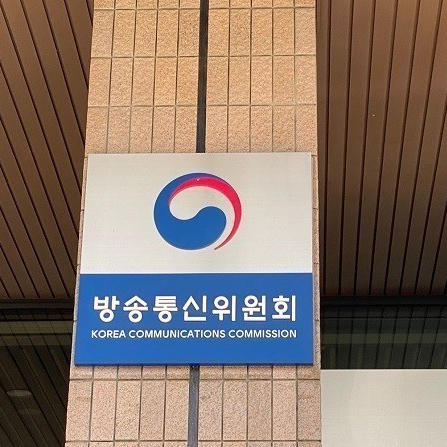 방송통신위원회
KOREA COMMUNICATIONS COMMISSION